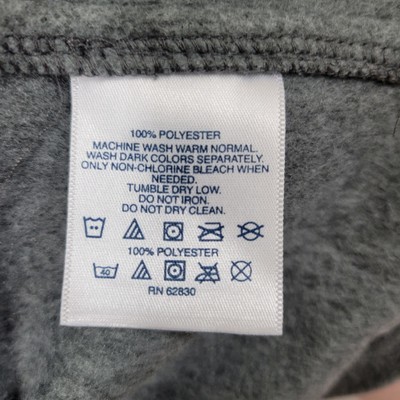 100% POLYESTER
MACHINE WASH WARM NORMAL.
WASH DARK COLORS SEPARATELY.
ONLY NON-CHLORINE BLEACH WHEN
NEEDED.
TUMBLE DRY LOW.
DO NOT IRON.
DO NOT DRY CLEAN.
100% POLYESTER
40
RN 62830